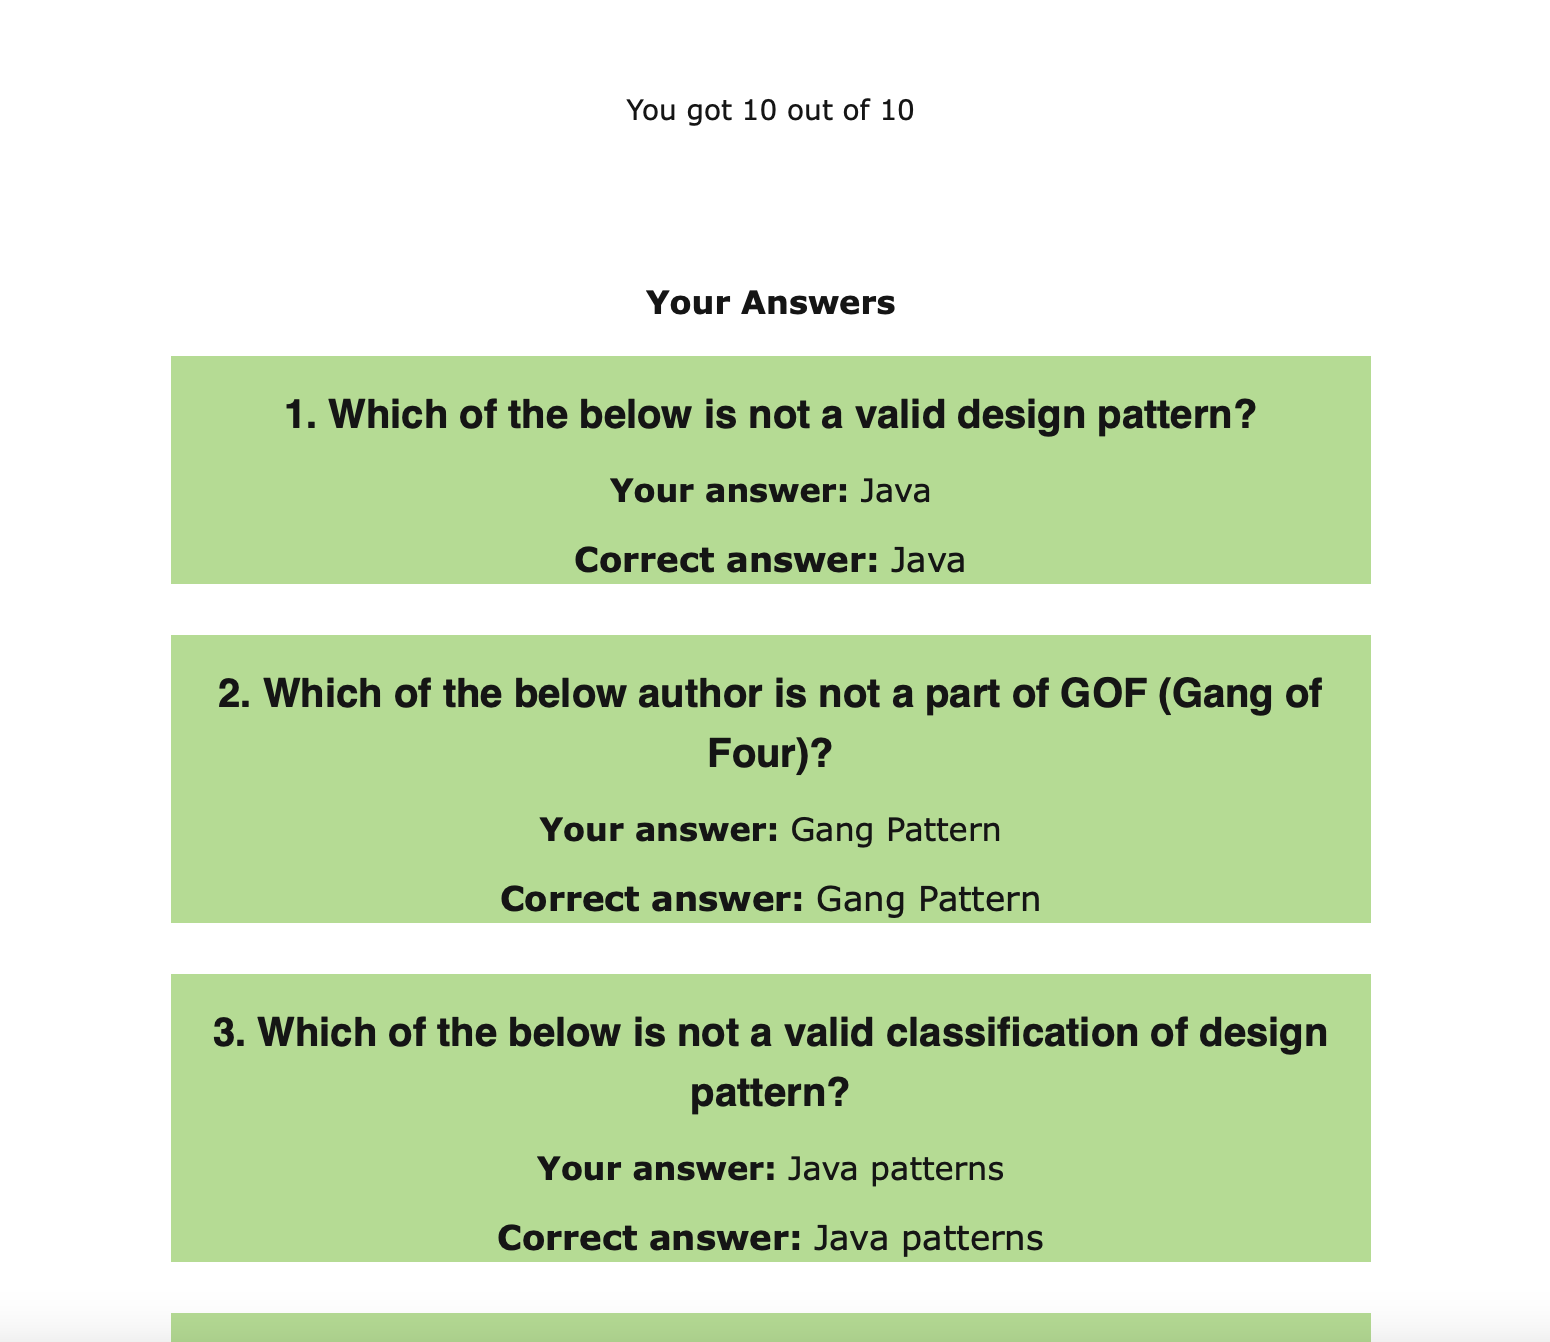 You got 10 out of 10
Your Answers
1. Which of the below is not a valid design pattern?
Your answer: Java
Correct answer: Java
2. Which of the below author is not a part of GOF (Gang of
Four)?
Your answer: Gang Pattern
Correct answer: Gang Pattern
3. Which of the below is not a valid classification of design
pattern?
Your answer: Java patterns
Correct answer: Java patterns